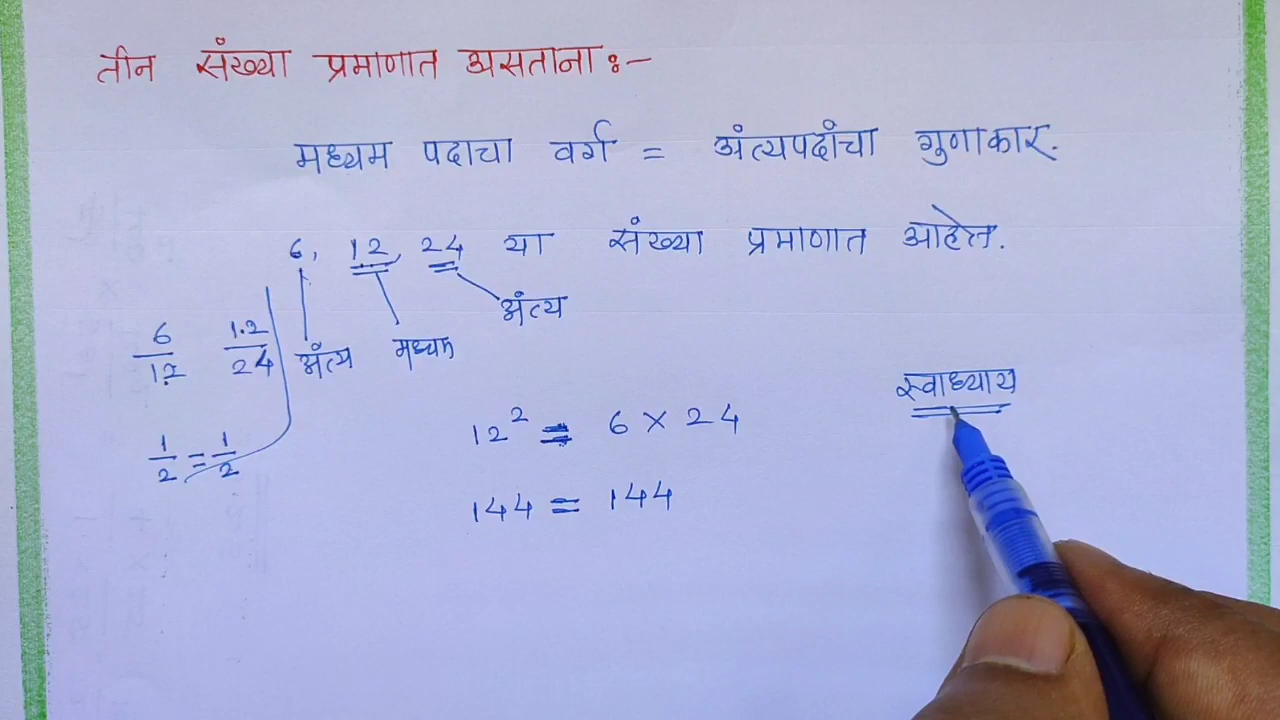 तीन संख्या प्रमाणात असताना :-
मध्यम पदाचा वर्ग = अंत्यपदांचा गुणाकार.
6, 12, 24 या संख्या प्रमाणात आहेत.
अंत्य
6/12 12/24 अंत्य मध्यम
स्वाध्याय
12² = 6 × 24
1/2 = 1/2
144 = 144